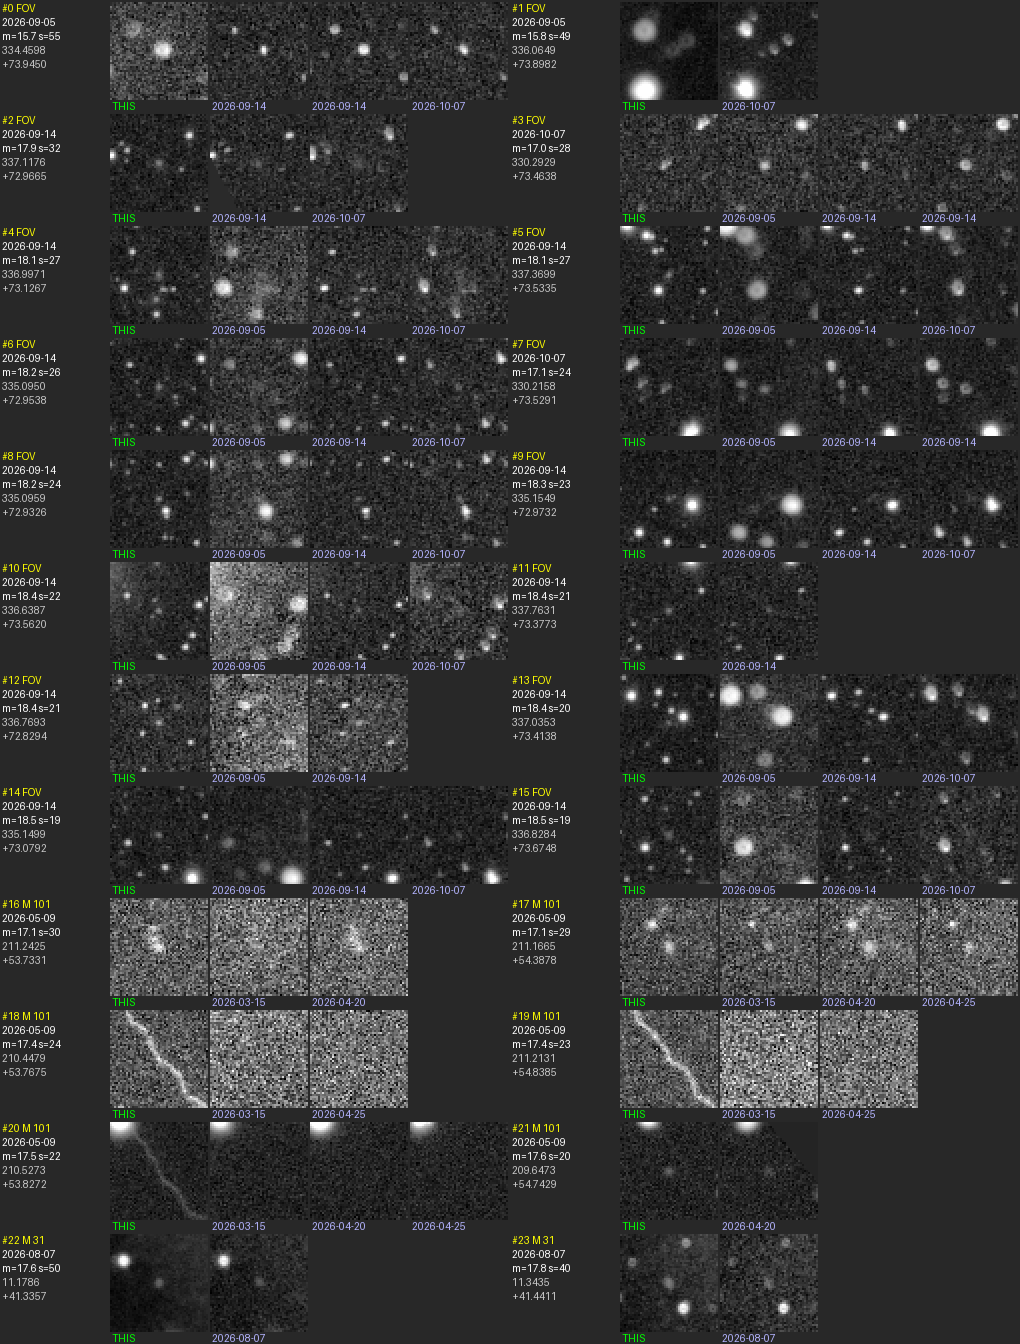 #0 FOV
2026-09-05
m=15.7 s=55
334.4598
+73.9450
THIS
2026-09-14
2026-09-14
2026-10-07
#1 FOV
2026-09-05
m=15.8 s=49
336.0649
+73.8982
THIS
2026-10-07
#2 FOV
2026-09-14
m=17.9 s=32
337.1176
+72.9665
THIS
2026-09-14
2026-10-07
#3 FOV
2026-10-07
m=17.0 s=28
330.2929
+73.4638
THIS
2026-09-05
2026-09-14
2026-09-14
#4 FOV
2026-09-14
m=18.1 s=27
336.9971
+73.1267
THIS
2026-09-05
2026-09-14
2026-10-07
#5 FOV
2026-09-14
m=18.1 s=27
337.3699
+73.5335
THIS
2026-09-05
2026-09-14
2026-10-07
#6 FOV
2026-09-14
m=18.2 s=26
335.0950
+72.9538
THIS
2026-09-05
2026-09-14
2026-10-07
#7 FOV
2026-10-07
m=17.1 s=24
330.2158
+73.5291
THIS
2026-09-05
2026-09-14
2026-09-14
#8 FOV
2026-09-14
m=18.2 s=24
335.0959
+72.9326
THIS
2026-09-05
2026-09-14
2026-10-07
#9 FOV
2026-09-14
m=18.3 s=23
335.1549
+72.9732
THIS
2026-09-05
2026-09-14
2026-10-07
#10 FOV
2026-09-14
m=18.4 s=22
336.6387
+73.5620
THIS
2026-09-05
2026-09-14
2026-10-07
#11 FOV
2026-09-14
m=18.4 s=21
337.7631
+73.3773
THIS
2026-09-14
#12 FOV
2026-09-14
m=18.4 s=21
336.7693
+72.8294
THIS
2026-09-05
2026-09-14
#13 FOV
2026-09-14
m=18.4 s=20
337.0353
+73.4138
THIS
2026-09-05
2026-09-14
2026-10-07
#14 FOV
2026-09-14
m=18.5 s=19
335.1499
+73.0792
THIS
2026-09-05
2026-09-14
2026-10-07
#15 FOV
2026-09-14
m=18.5 s=19
336.8284
+73.6748
THIS
2026-09-05
2026-09-14
2026-10-07
#16 M 101
2026-05-09
m=17.1 s=30
211.2425
+53.7331
THIS
2026-03-15
2026-04-20
#17 M 101
2026-05-09
m=17.1 s=29
211.1665
+54.3878
THIS
2026-03-15
2026-04-20
2026-04-25
#18 M 101
2026-05-09
m=17.4 s=24
210.4479
+53.7675
THIS
2026-03-15
2026-04-25
#19 M 101
2026-05-09
m=17.4 s=23
211.2131
+54.8385
THIS
2026-03-15
2026-04-25
#20 M 101
2026-05-09
m=17.5 s=22
210.5273
+53.8272
THIS
2026-03-15
2026-04-20
2026-04-25
#21 M 101
2026-05-09
m=17.6 s=20
209.6473
+54.7429
THIS
2026-04-20
#22 M 31
2026-08-07
m=17.6 s=50
11.1786
+41.3357
THIS
2026-08-07
#23 M 31
2026-08-07
m=17.8 s=40
11.3435
+41.4411
THIS
2026-08-07